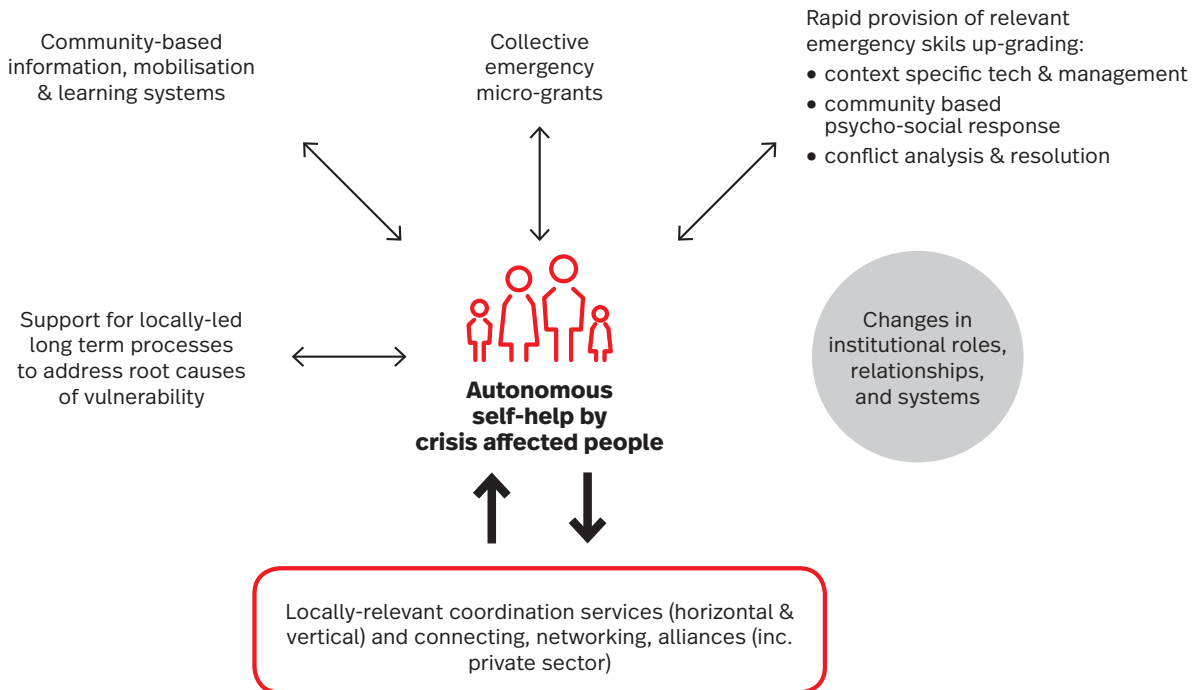 Community-based
information, mobilisation
& learning systems
Collective
emergency
micro-grants
Rapid provision of relevant
emergency skils up-grading:
• context specific tech & management
• community based
psycho-social response
• conflict analysis & resolution
Support for locally-led
long term processes
to address root causes
of vulnerability
Autonomous
self-help by
crisis affected people
Changes in
institutional roles,
relationships,
and systems
Locally-relevant coordination services (horizontal &
vertical) and connecting, networking, alliances (inc.
private sector)